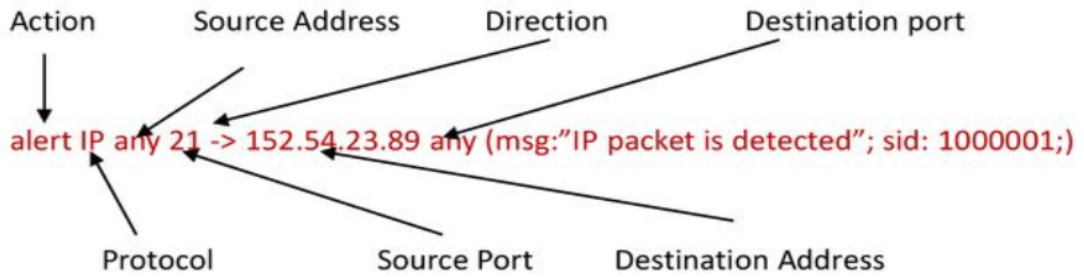 Action Source Address Direction Destination port
alert IP any 21 -> 152.54.23.89 any (msg:”IP packet is detected”; sid: 1000001;)
Protocol Source Port Destination Address